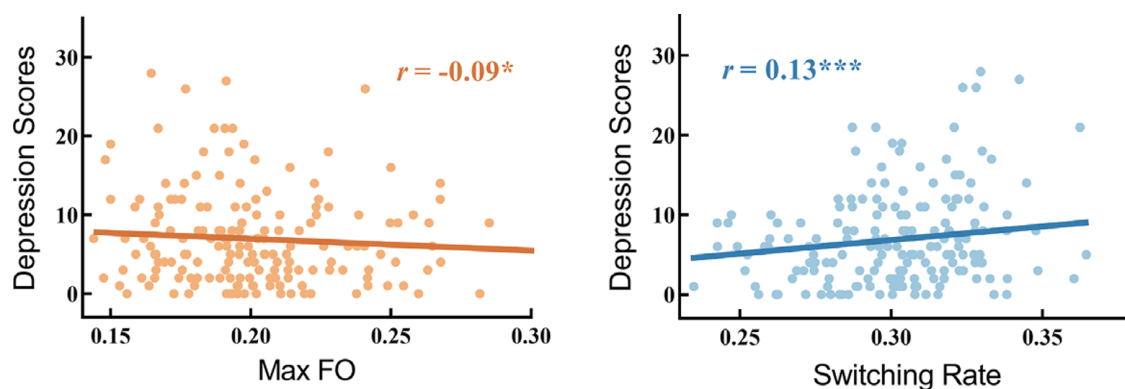 Depression Scores
30
20
10
0
r = -0.09*
0.15 0.20 0.25 0.30
Max FO
Depression Scores
30
20
10
0
r = 0.13***
0.25 0.30 0.35
Switching Rate